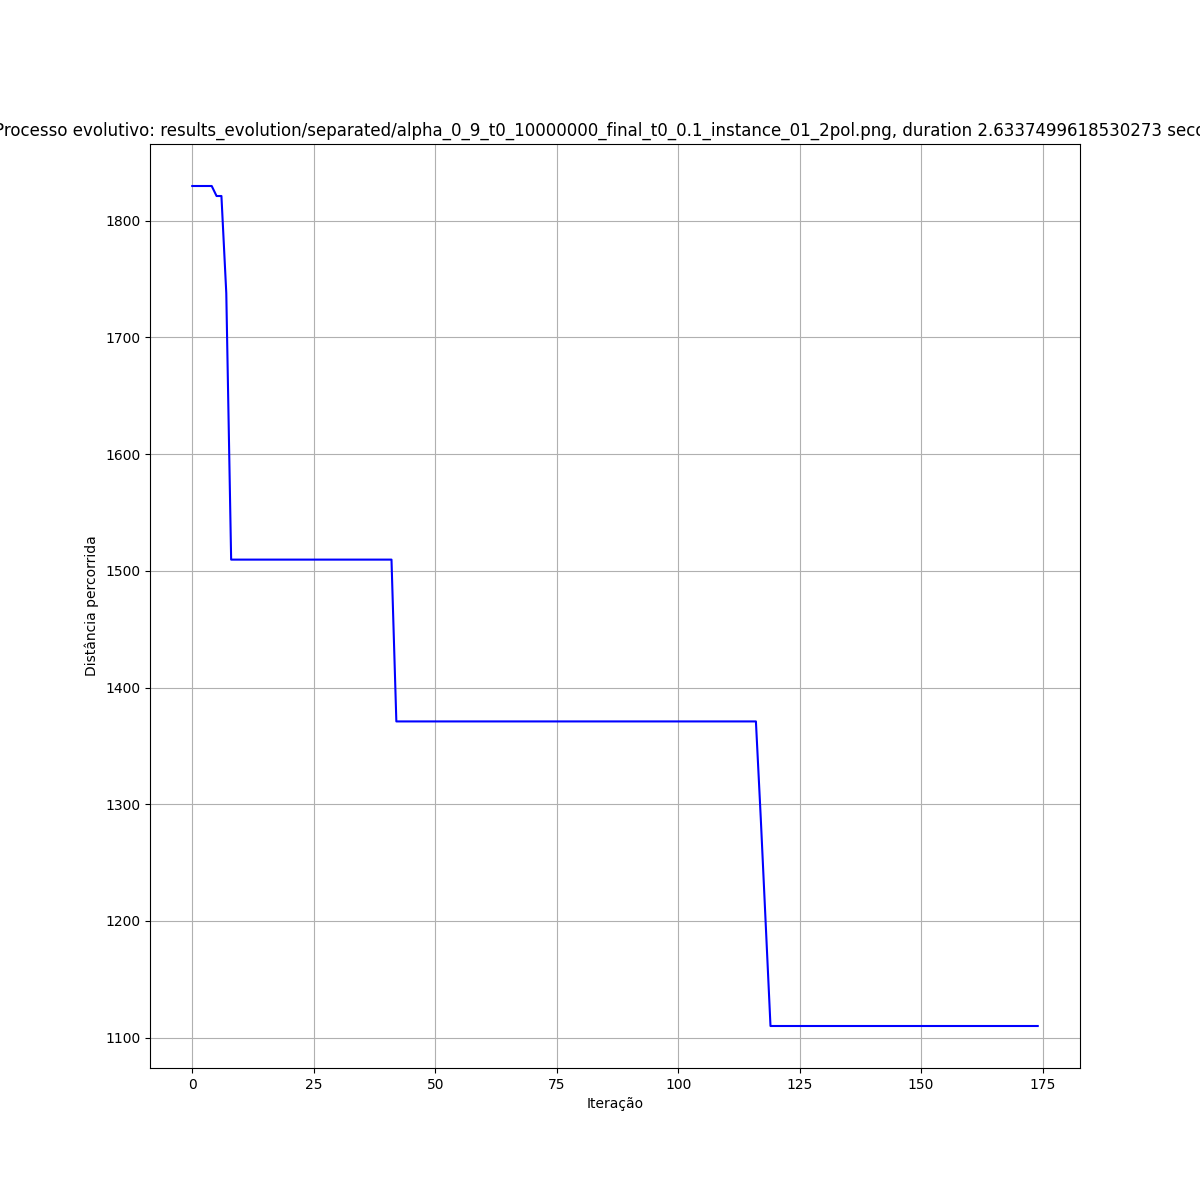 Processo evolutivo: results_evolution/separated/alpha_0_9_t0_10000000_final_t0_0.1_instance_01_2pol.png, duration 2.6337499618530273
1800
1700
1600
1500
1400
1300
1200
1100
Distância percorrida
0 25 50 75 100 125 150 175
Iteração